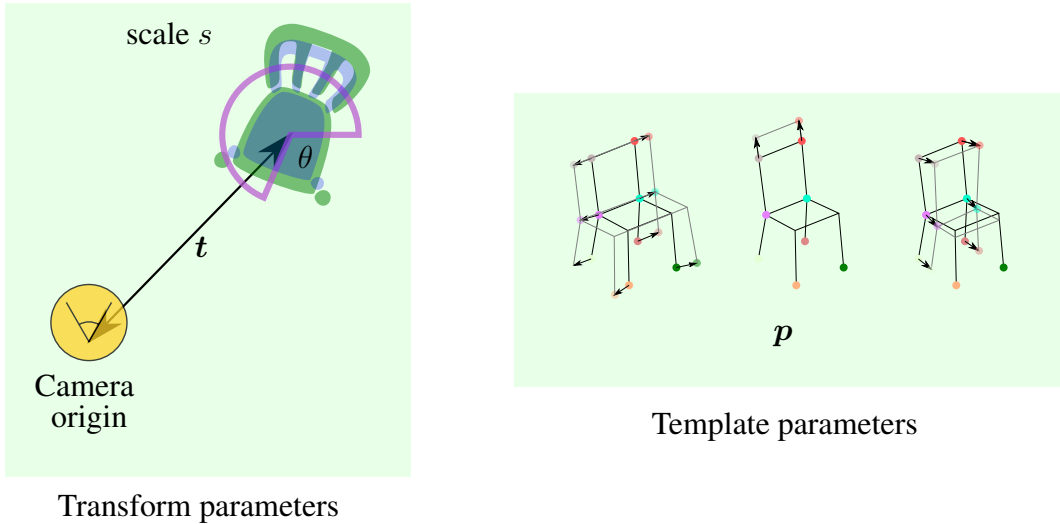 scale s
θ
t
Camera
origin
Transform parameters
p
Template parameters